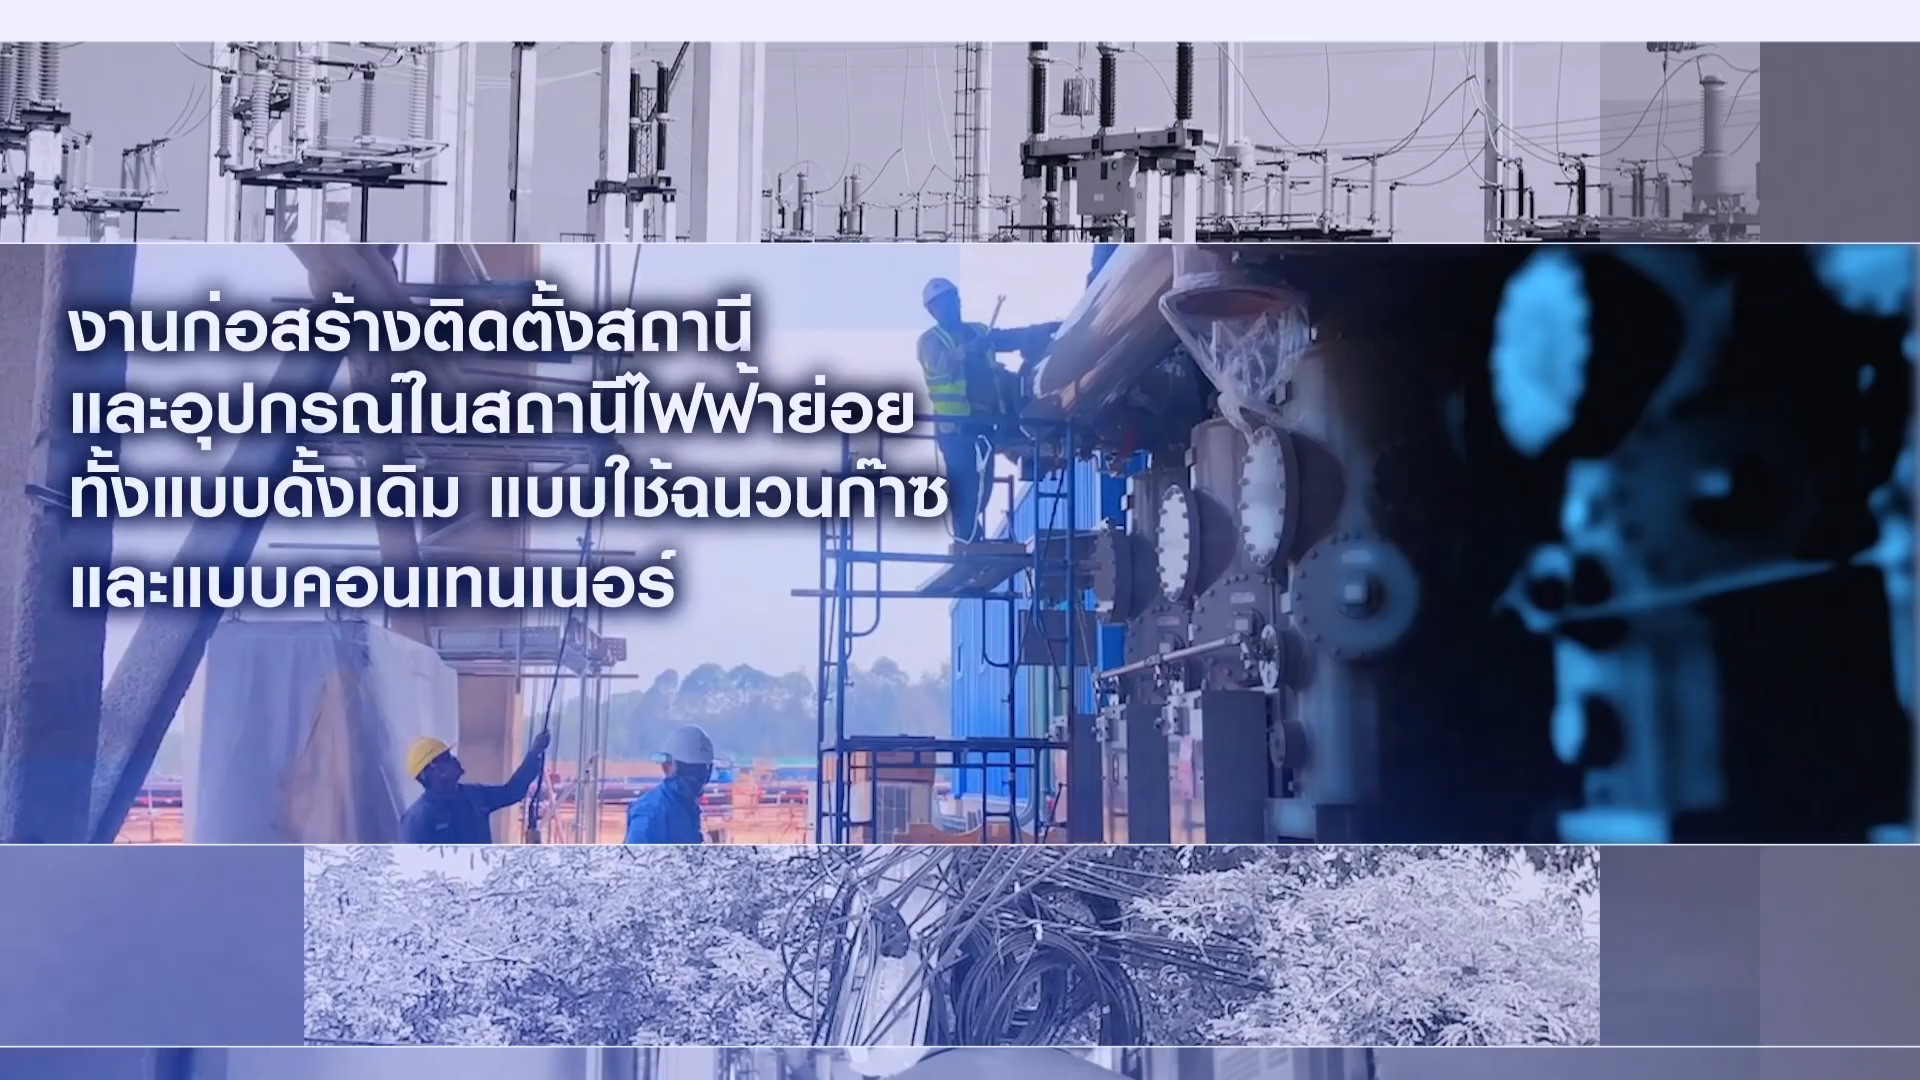 งานก่อสร้างติดตั้งสถานี
และอุปกรณ์ในสถานีไฟฟ้าย่อย
ทั้งแบบดั้งเดิม แบบใช้ฉนวนก๊าซ
และแบบคอนเทนเนอร์